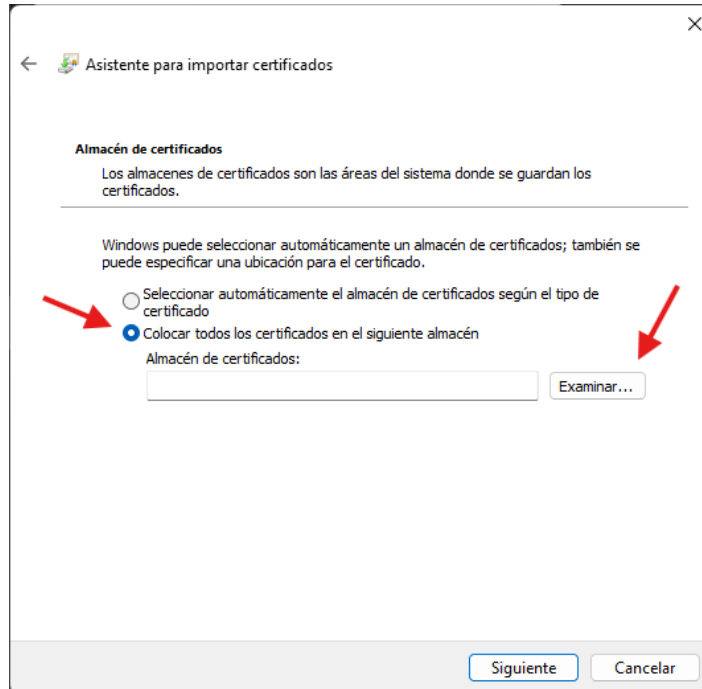 Asistente para importar certificados
Almacén de certificados
Los almacenes de certificados son las áreas del sistema donde se guardan los
certificados.
Windows puede seleccionar automáticamente un almacén de certificados; también se
puede especificar una ubicación para el certificado.
Seleccionar automáticamente el almacén de certificados según el tipo de
certificado
Colocar todos los certificados en el siguiente almacén
Almacén de certificados:
Examinar...
Siguiente
Cancelar